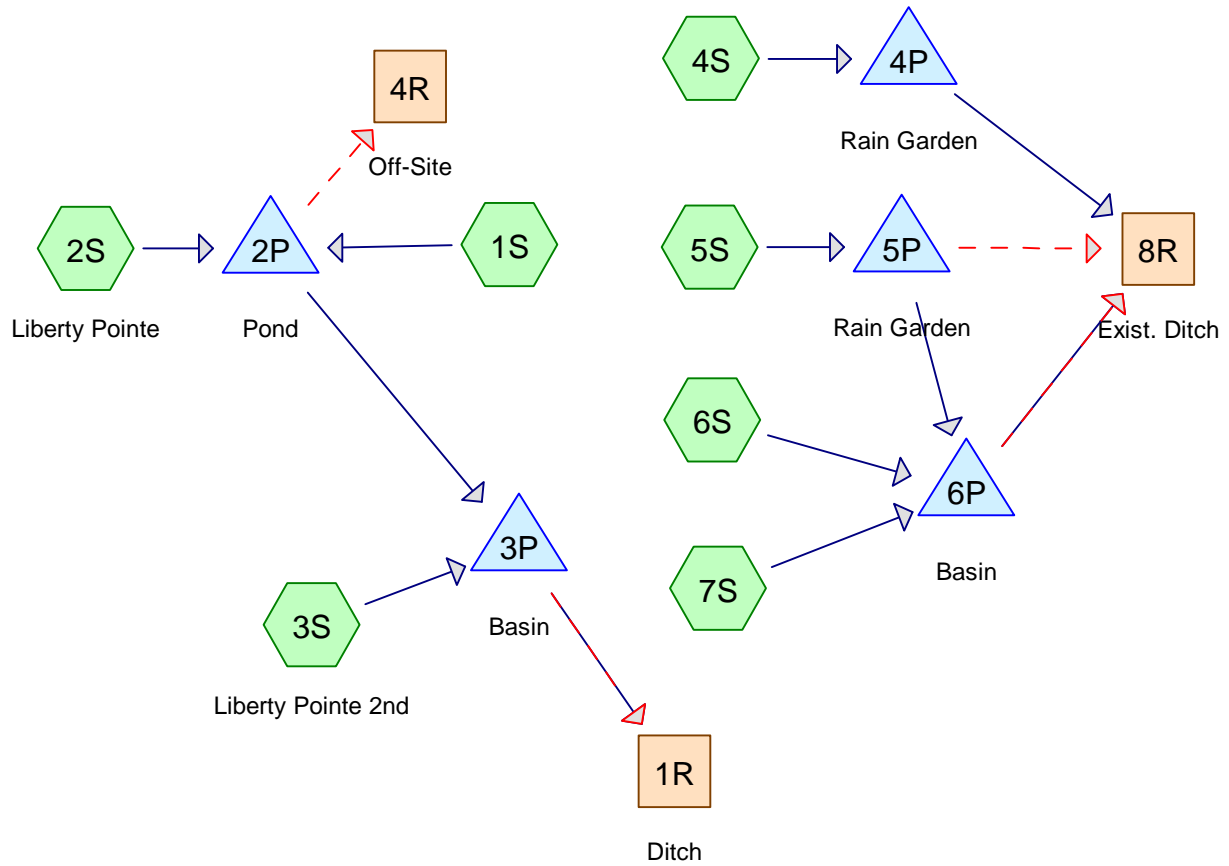 4S
4P
Rain Garden
4R
Off-Site
2S
Liberty Pointe
2P
Pond
1S
5S
5P
Rain Garden
8R
Exist. Ditch
6S
6P
Basin
7S
3P
Basin
3S
Liberty Pointe 2nd
1R
Ditch